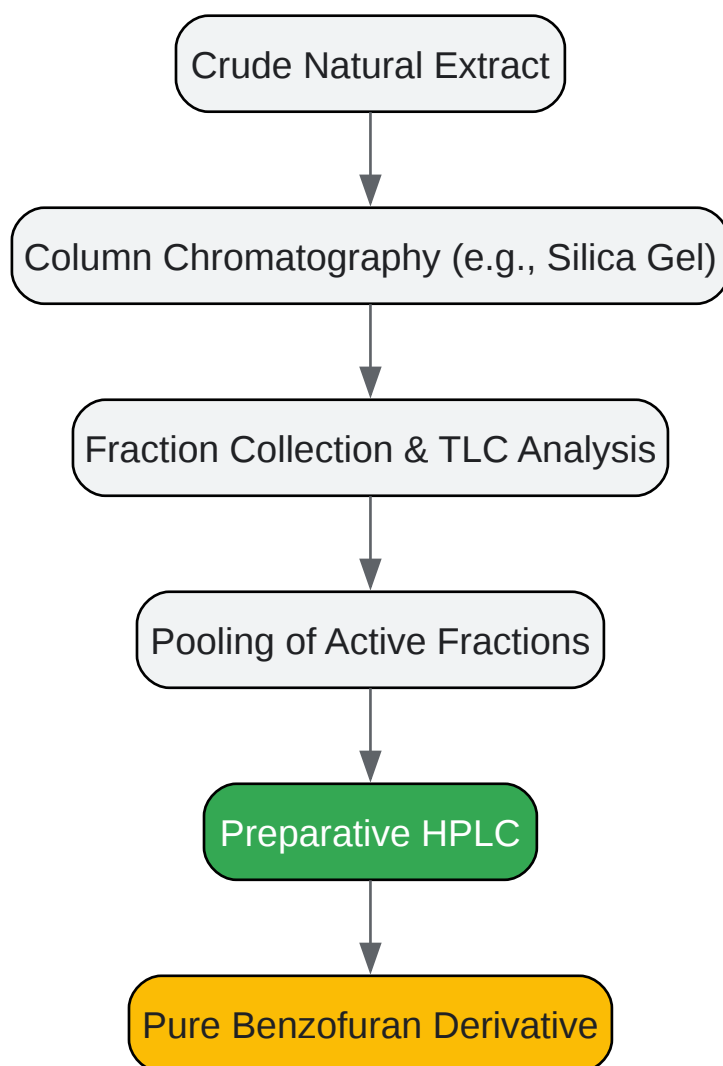 Crude Natural Extract
Column Chromatography (e.g., Silica Gel)
Fraction Collection & TLC Analysis
Pooling of Active Fractions
Preparative HPLC
Pure Benzofuran Derivative